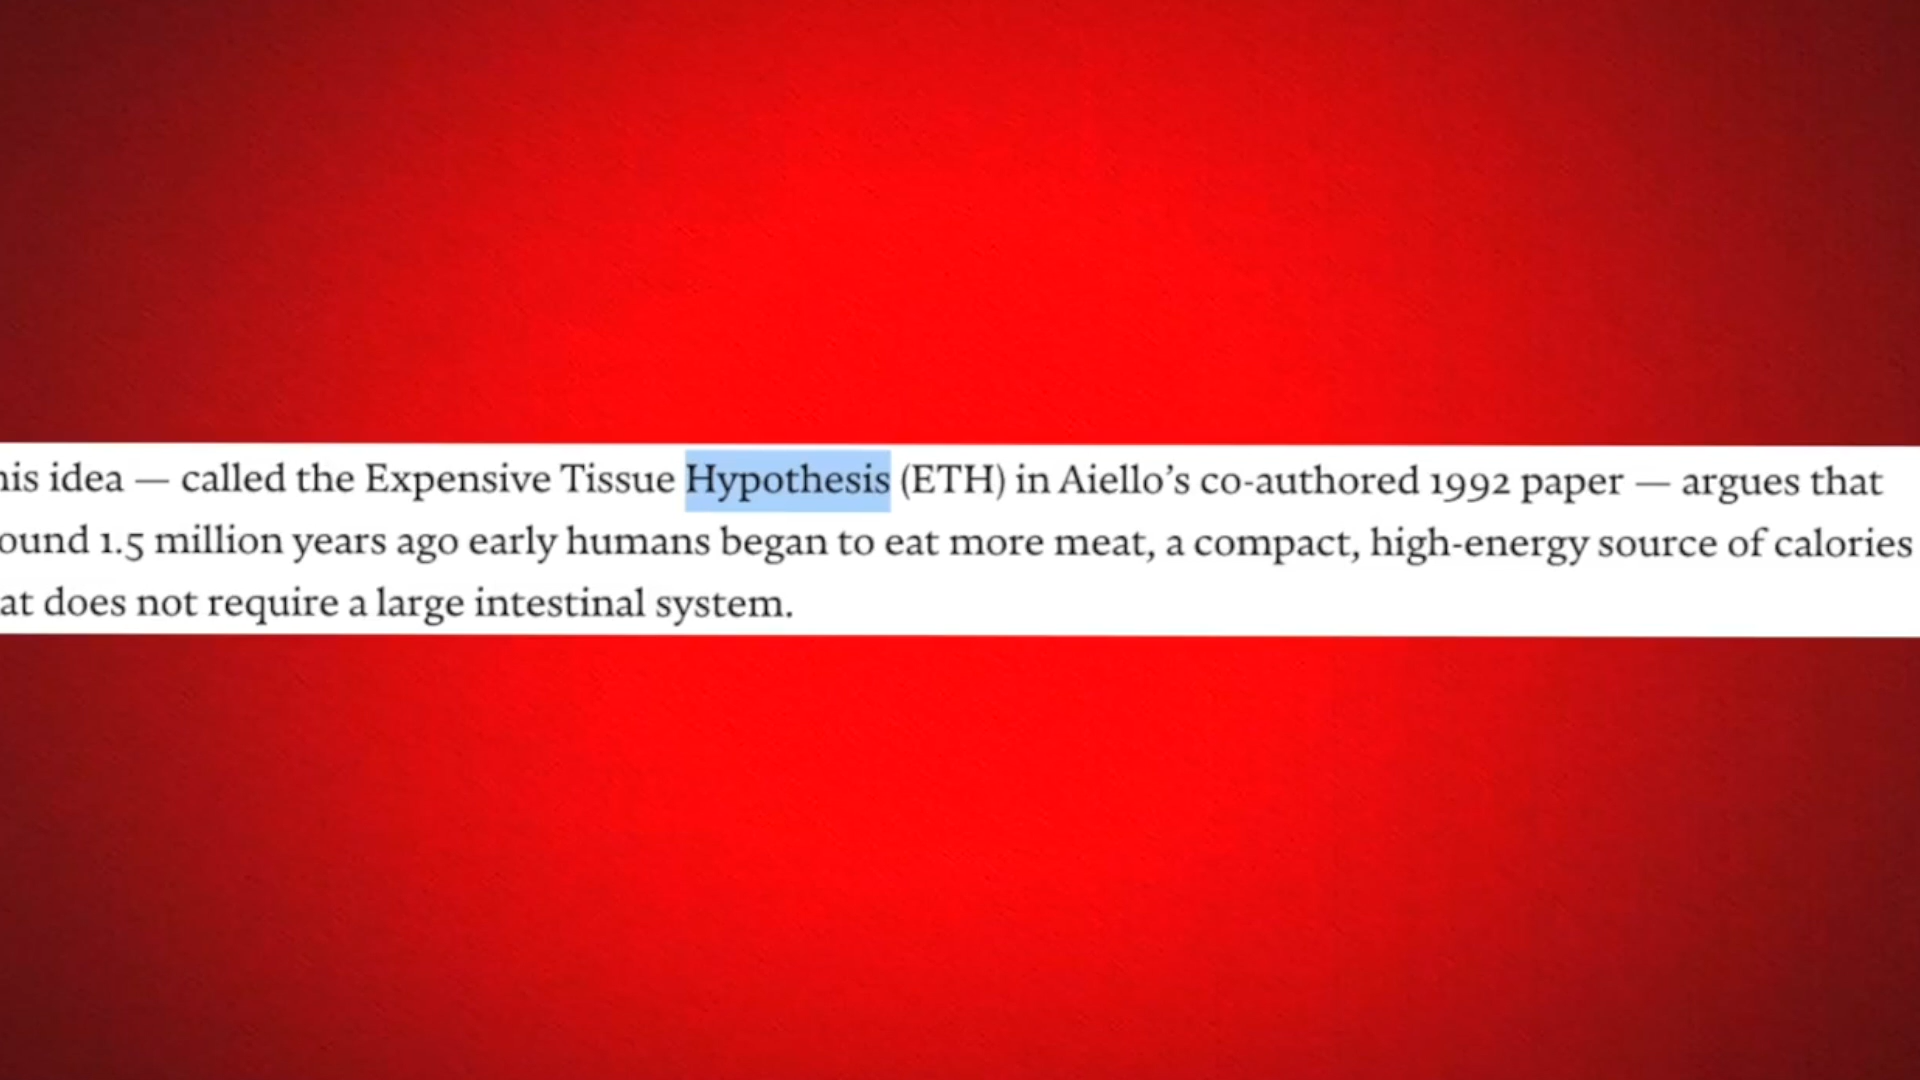 his idea — called the Expensive Tissue Hypothesis (ETH) in Aiello’s co-authored 1992 paper — argues that
ound 1.5 million years ago early humans began to eat more meat, a compact, high-energy source of calories
at does not require a large intestinal system.